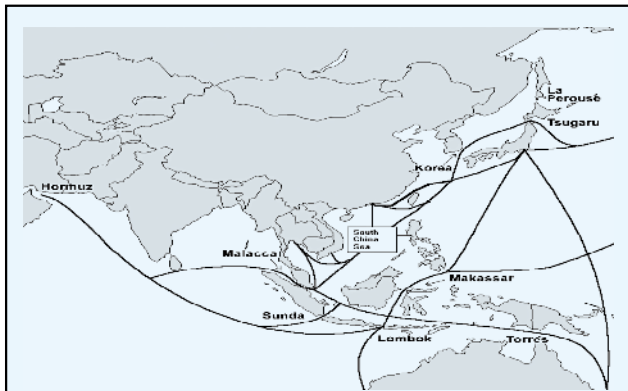 La
Perousé
Tsugaru
Korea
Hormuz
South
China
Sea
Malacca
Makassar
Sunda
Lombok
Torres